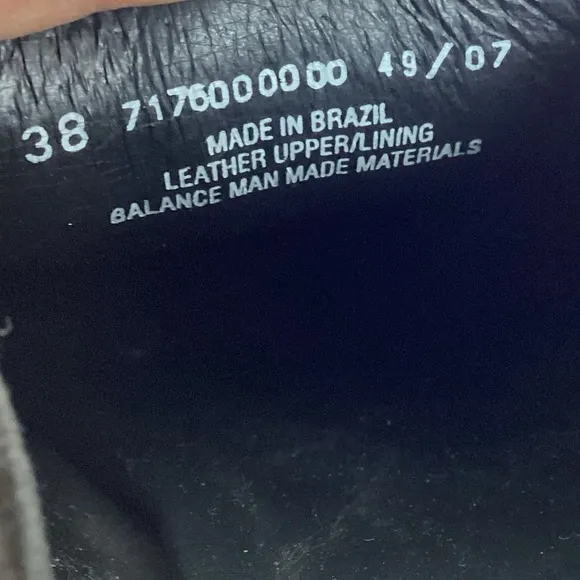 38 7176000000 49/07
MADE IN BRAZIL
LEATHER UPPER/LINING
BALANCE MAN MADE MATERIALS